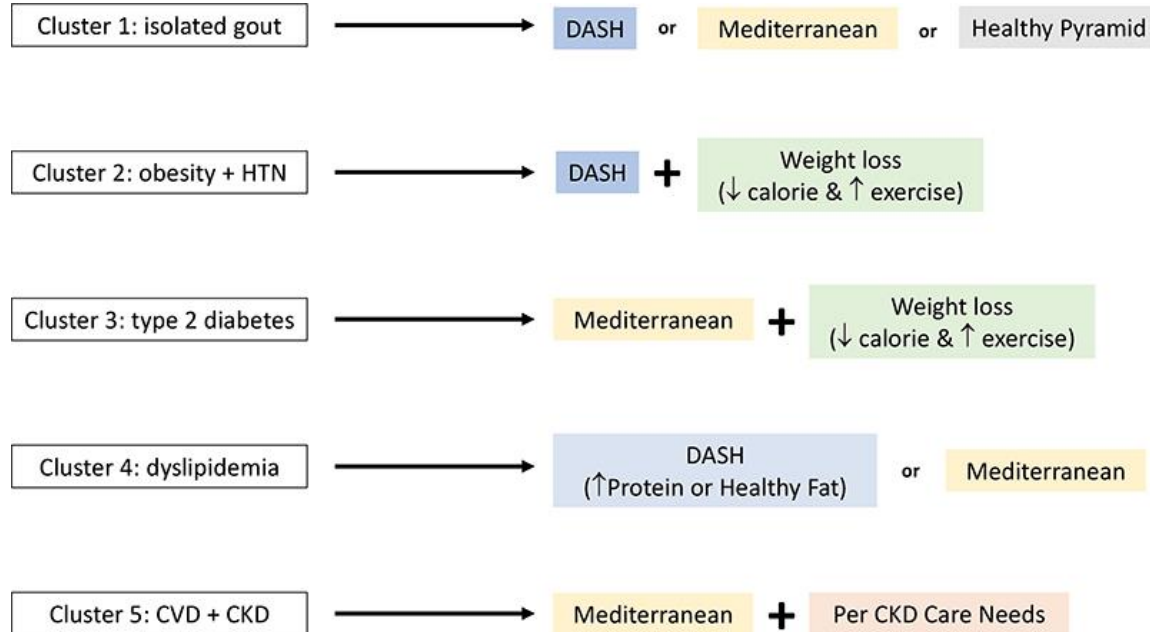 Cluster 1: isolated gout
DASH or Mediterranean or Healthy Pyramid
Cluster 2: obesity + HTN
DASH + Weight loss
(↓ calorie & ↑ exercise)
Cluster 3: type 2 diabetes
Mediterranean + Weight loss
(↓ calorie & ↑ exercise)
Cluster 4: dyslipidemia
DASH
(↑Protein or Healthy Fat) or Mediterranean
Cluster 5: CVD + CKD
Mediterranean + Per CKD Care Needs